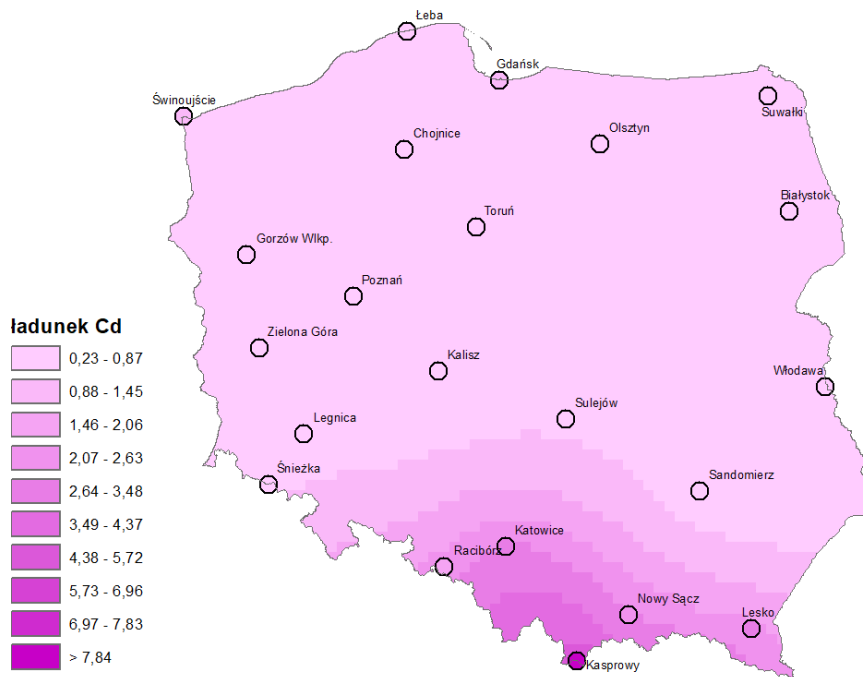 Łeba
Gdańsk
Świnoujście
Suwałki
Chojnice
Olsztyn
Białystok
Toruń
Gorzów Wlkp.
Poznań
ładunek Cd
Zielona Góra
0,23 - 0,87
Kalisz
Włodawa
0,88 - 1,45
Sulejów
Legnica
1,46 - 2,06
2,07 - 2,63
Śnieżka
Sandomierz
2,64 - 3,48
3,49 - 4,37
Katowice
Racibórz
4,38 - 5,72
5,73 - 6,96
Nowy Sącz
Lesko
6,97 - 7,83
> 7,84
Kasprowy